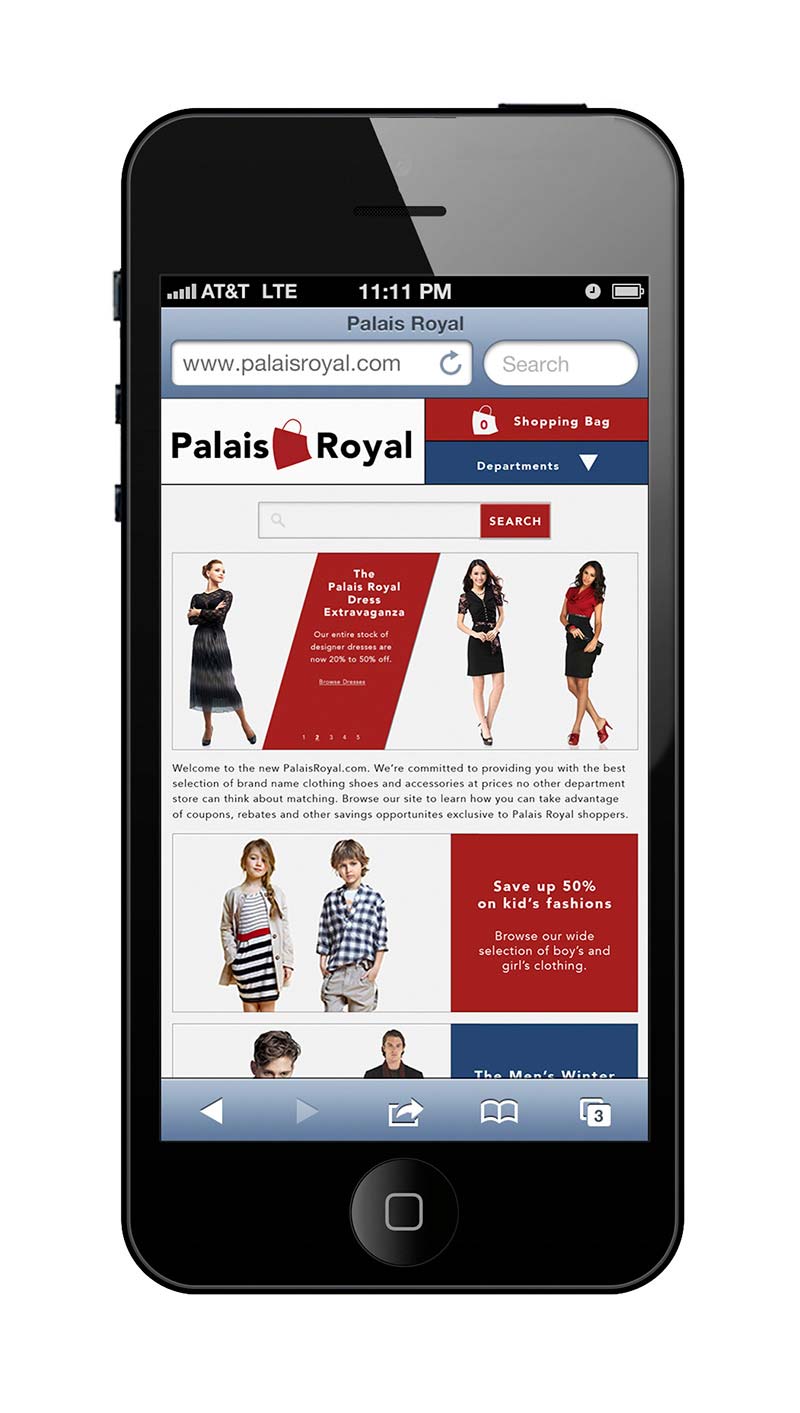 AT&T LTE 11:11 PM
Palais Royal
www.palaisroyal.com Search
Palais Royal
0 Shopping Bag
Departments
SEARCH
The
Palais Royal
Dress
Extravaganza
Our entire stock of
designer dresses are
now 20% to 50% off.
Browse Dresses
1 2 3 4 5
Welcome to the new PalaisRoyal.com. We're committed to providing you with the best
selection of brand name clothing shoes and accessories at prices no other department
store can think about matching. Browse our site to learn how you can take advantage
of coupons, rebates and other savings opportunites exclusive to Palais Royal shoppers.
Save up 50%
on kid's fashions
Browse our wide
selection of boy's and
girl's clothing.
The Men's Winter
3